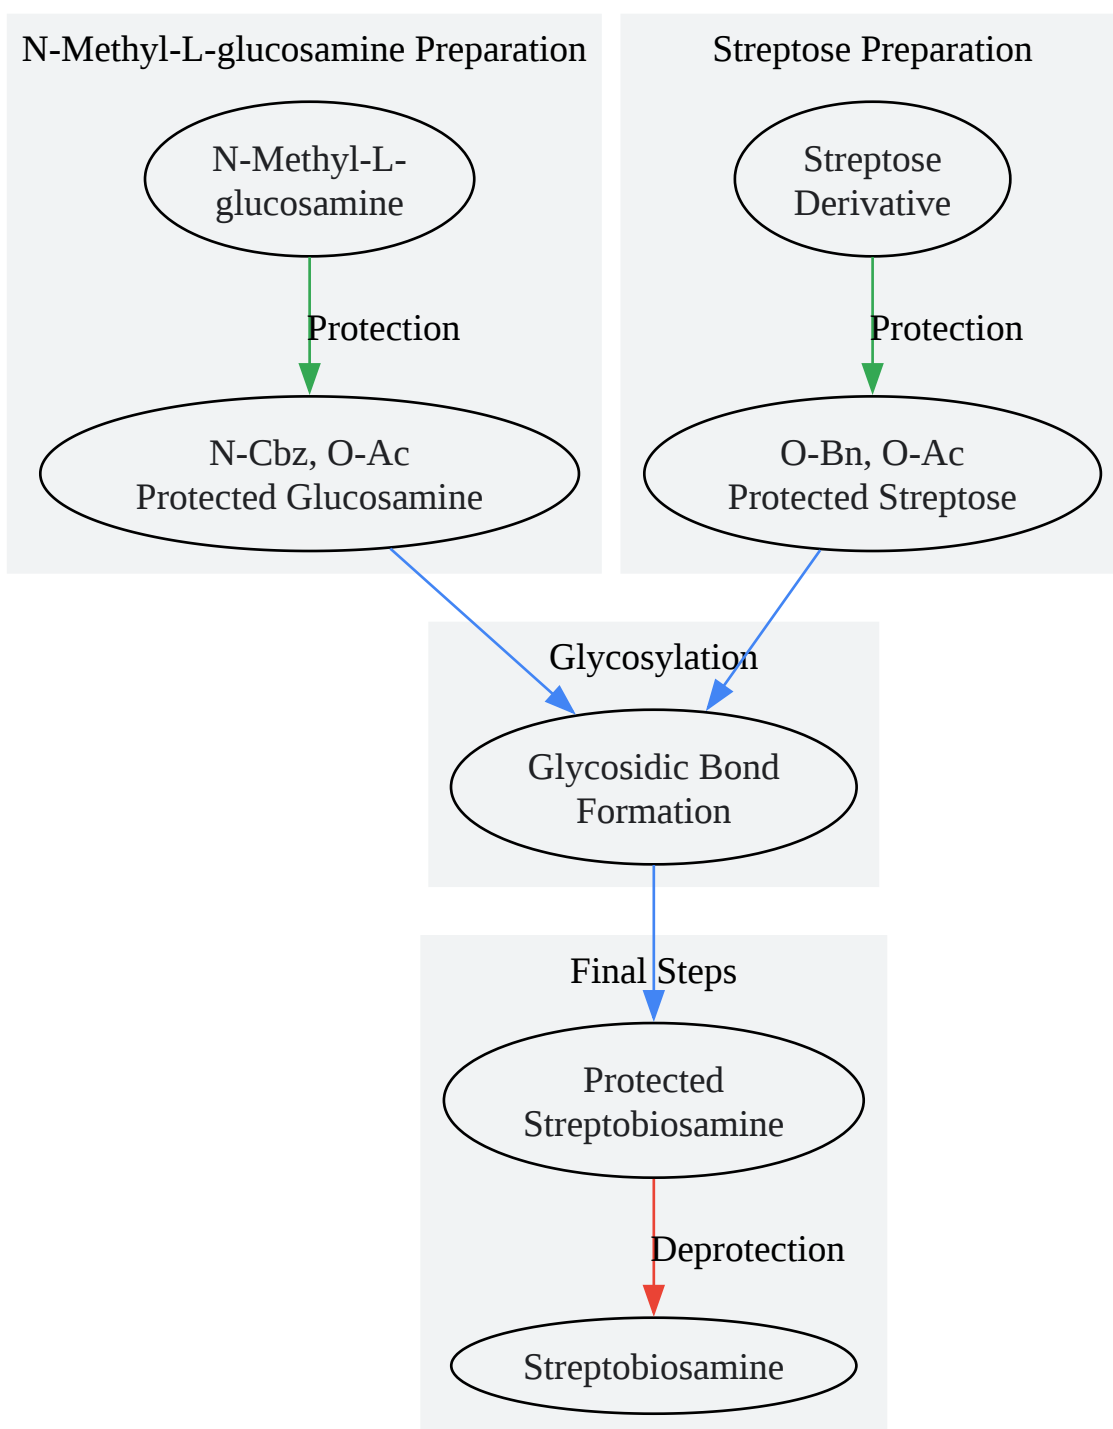 N-Methyl-L-glucosamine Preparation
Streptose Preparation
N-Methyl-L-
glucosamine
Streptose
Derivative
Protection
Protection
N-Cbz, O-Ac
Protected Glucosamine
O-Bn, O-Ac
Protected Streptose
Glycosylation
Glycosidic Bond
Formation
Final Steps
Protected
Streptobiosamine
Deprotection
Streptobiosamine